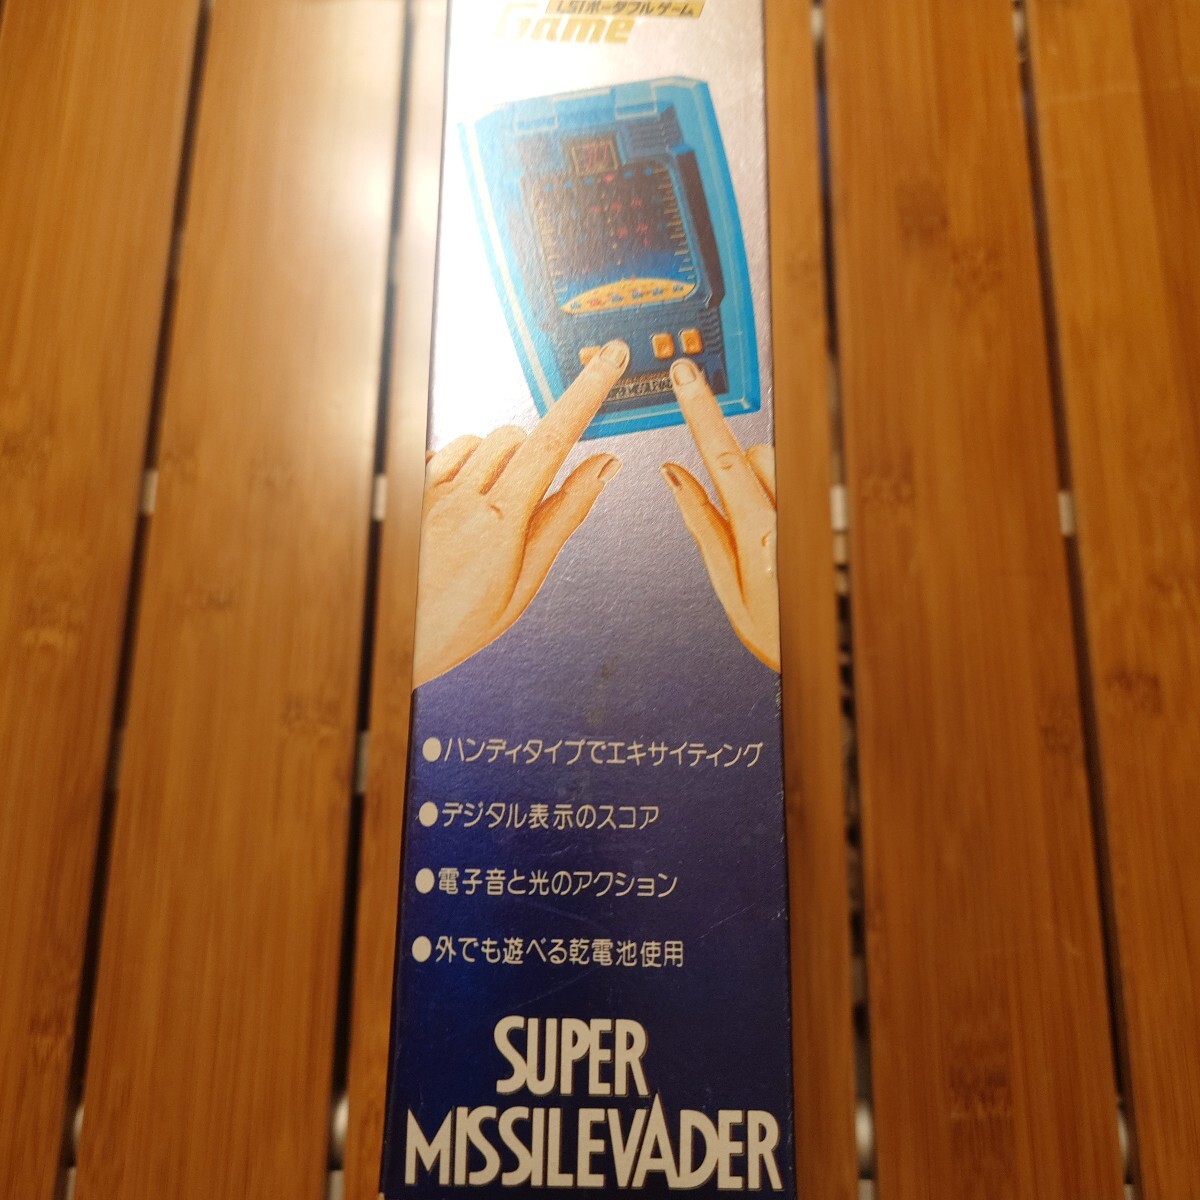 LSIポータブルゲーム
Game
SUPER MISSILEVADER
●ハンディタイプでエキサイティング
●デジタル表示のスコア
●電子音と光のアクション
●外でも遊べる乾電池使用
SUPER
MISSILEVADER